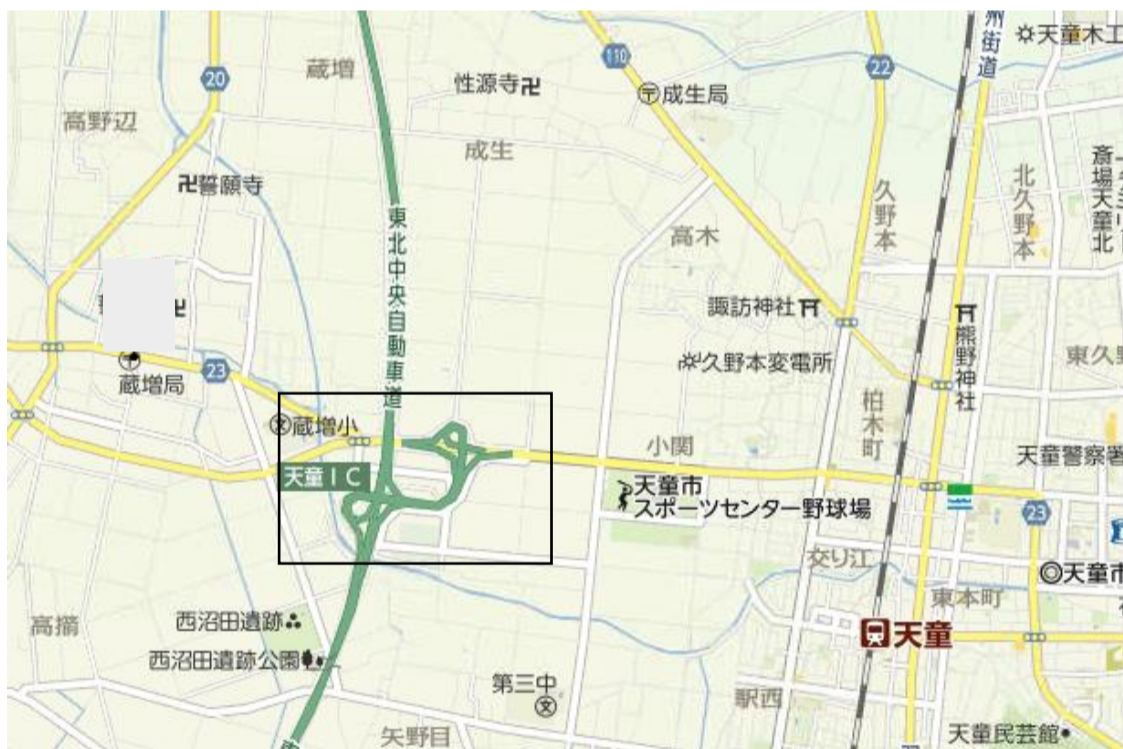 州街道
天童木工
20
蔵増
性源寺
110
成生局
22
高野辺
成生
誓願寺
東北中央自動車道
高木
久野本
北久野本
斎場天童
北
諏訪神社
熊野神社
久野本変電所
東久野
23
蔵増局
柏木町
蔵増小
小関
天童警察署
天童IC
天童市
スポーツセンター野球場
23
交り江
天童市
東本町
高擶
西沼田遺跡
天童
西沼田遺跡公園
第三中
駅西
矢野目
天童民芸館